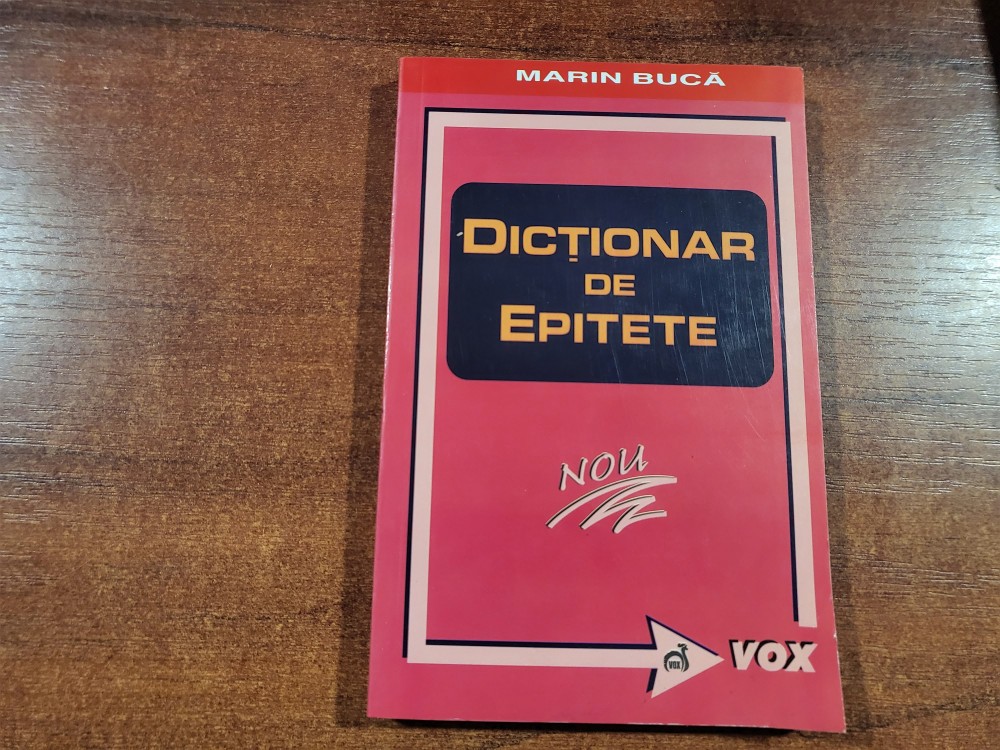 MARIN BUCĂ
DICȚIONAR
DE
EPITETE
NOU
VOX
VOX